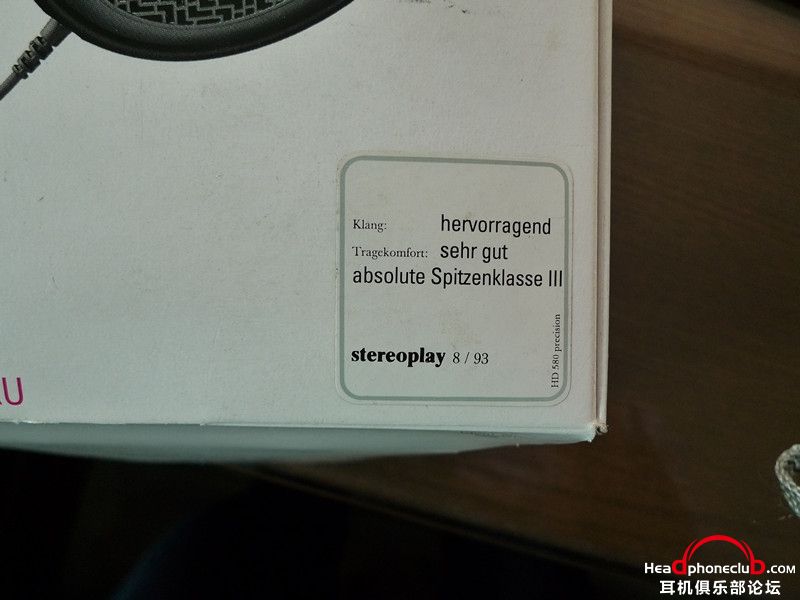 Klang: hervorragend
Tragekomfort: sehr gut
absolute Spitzenklasse III
stereoplay 8 / 93
HD 580 precision
HeadphoneclubD.com
耳机俱乐部论坛